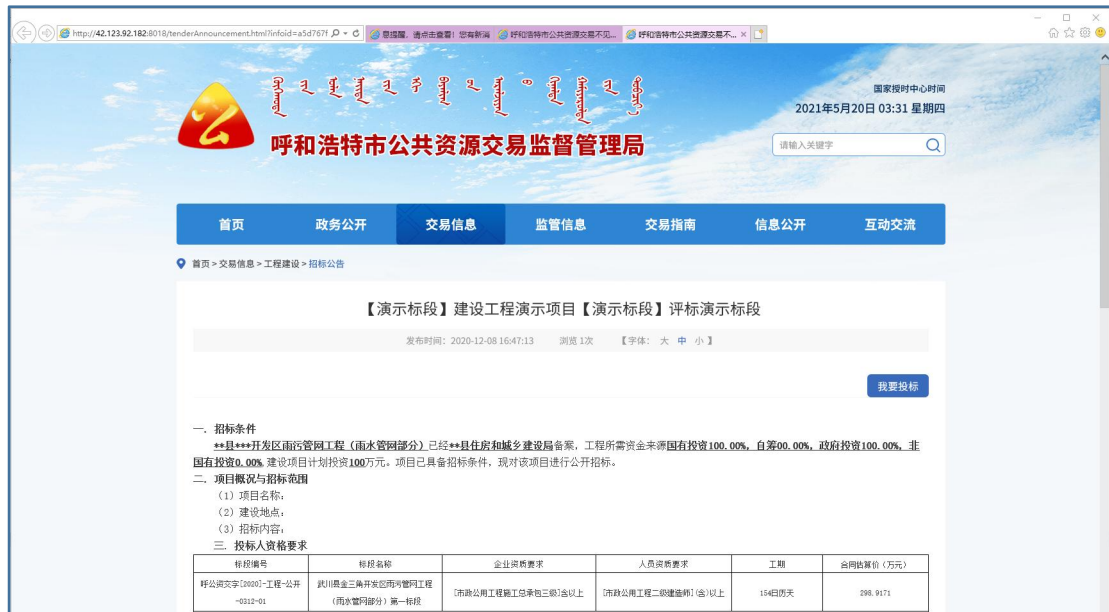 http://42.123.92.182:8018/tenderAnnouncement.html?infoid=a5d767f
息提醒，请点击查看！您有新消
呼和浩特市公共资源交易不见...
呼和浩特市公共资源交易不...
国家授时中心时间
2021年5月20日 03:31 星期四
呼和浩特市公共资源交易监督管理局
请输入关键字
首页 政务公开 交易信息 监管信息 交易指南 信息公开 互动交流
首页 > 交易信息 > 工程建设 > 招标公告
【演示标段】建设工程演示项目【演示标段】评标演示标段
发布时间：2020-12-08 16:47:13 浏览 1次 【字体： 大 中 小 】
我要投标
一. 招标条件
**县***开发区雨污管网工程（雨水管网部分）已经**县住房和城乡建设局备案，工程所需资金来源国有投资100.00%，自筹00.00%，政府投资100.00%，非
国有投资0.00%,建设项目计划投资100万元。项目已具备招标条件，现对该项目进行公开招标。
二. 项目概况与招标范围
（1）项目名称：
（2）建设地点：
（3）招标内容：
三. 投标人资格要求
标段编号 标段名称 企业资质要求 人员资质要求 工期 合同估算价（万元）
呼公资交字[2020]-工程-公开 武川县金三角开发区雨污管网工程
-0312-01 （雨水管网部分）第一标段 [市政公用工程施工总承包三级]含以上 [市政公用工程二级建造师](含)以上 154日历天 298.9171